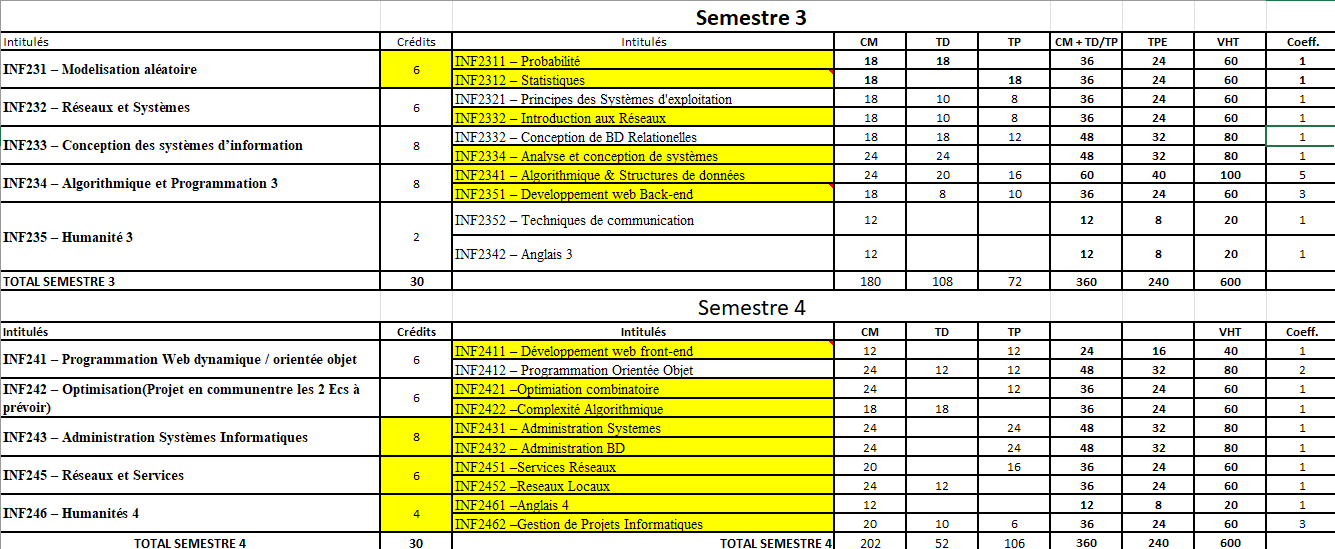 Semestre 3
Intitulés Crédits Intitulés CM TD TP CM + TD/TP TPE VHT Coeff.
INF231 – Modelisation aléatoire 6 INF2311 – Probabilité 18 18 36 24 60 1
INF2312 – Statistiques 18 18 36 24 60 1
INF232 – Réseaux et Systèmes 6 INF2321 – Principes des Systèmes d'exploitation 18 10 8 36 24 60 1
INF2332 – Introduction aux Réseaux 18 10 8 36 24 60 1
INF233 – Conception des systèmes d'information 8 INF2332 – Conception de BD Relationelles 18 18 12 48 32 80 1
INF2334 – Analyse et conception de systèmes 24 24 48 32 80 1
INF234 – Algorithmique et Programmation 3 8 INF2341 – Algorithmique & Structures de données 24 20 16 60 40 100 5
INF2351 – Developpement web Back-end 18 8 10 36 24 60 3
INF235 – Humanité 3 2 INF2352 – Techniques de communication 12 12 8 20 1
INF2342 – Anglais 3 12 12 8 20 1
TOTAL SEMESTRE 3 30 180 108 72 360 240 600
Semestre 4
Intitulés Crédits Intitulés CM TD TP VHT Coeff.
INF241 – Programmation Web dynamique / orientée objet 6 INF2411 – Développement web front-end 12 12 24 16 40 1
INF2412 – Programmation Orientée Objet 24 12 12 48 32 80 2
INF242 – Optimisation(Projet en communentre les 2 Ecs à prévoir) 6 INF2421 –Optimiation combinatoire 24 12 36 24 60 1
INF2422 –Complexité Algorithmique 18 18 36 24 60 1
INF243 – Administration Systèmes Informatiques 8 INF2431 – Administration Systemes 24 24 48 32 80 1
INF2432 – Administration BD 24 24 48 32 80 1
INF245 – Réseaux et Services 6 INF2451 –Services Réseaux 20 16 36 24 60 1
INF2452 –Reseaux Locaux 24 12 36 24 60 1
INF246 – Humanités 4 4 INF2461 –Anglais 4 12 12 8 20 1
INF2462 –Gestion de Projets Informatiques 20 10 6 36 24 60 3
TOTAL SEMESTRE 4 30 TOTAL SEMESTRE 4 202 52 106 360 240 600